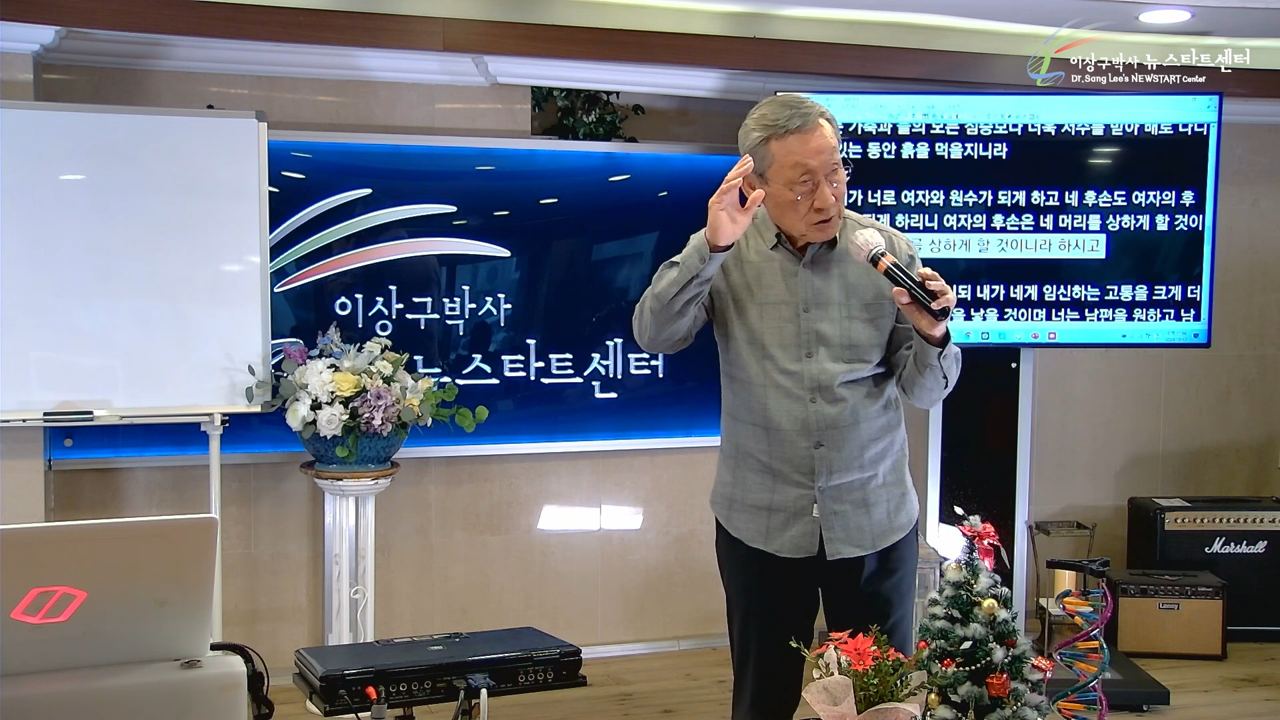 이상구박사 뉴스타트센터
Dr. Sang Lee's NEWSTART Center
가죽과 들의 모든 짐승보다 더욱 저주를 받아 배로 다니
있는 동안 흙을 먹을지니라
가 너로 여자와 원수가 되게 하고 네 후손도 여자의 후
되게 하리니 여자의 후손은 네 머리를 상하게 할 것이
를 상하게 할 것이니라 하시고
되 내가 네게 임신하는 고통을 크게 더
을 낳을 것이며 너는 남편을 원하고 남
이상구박사
뉴스타트센터
Marshall
Laney